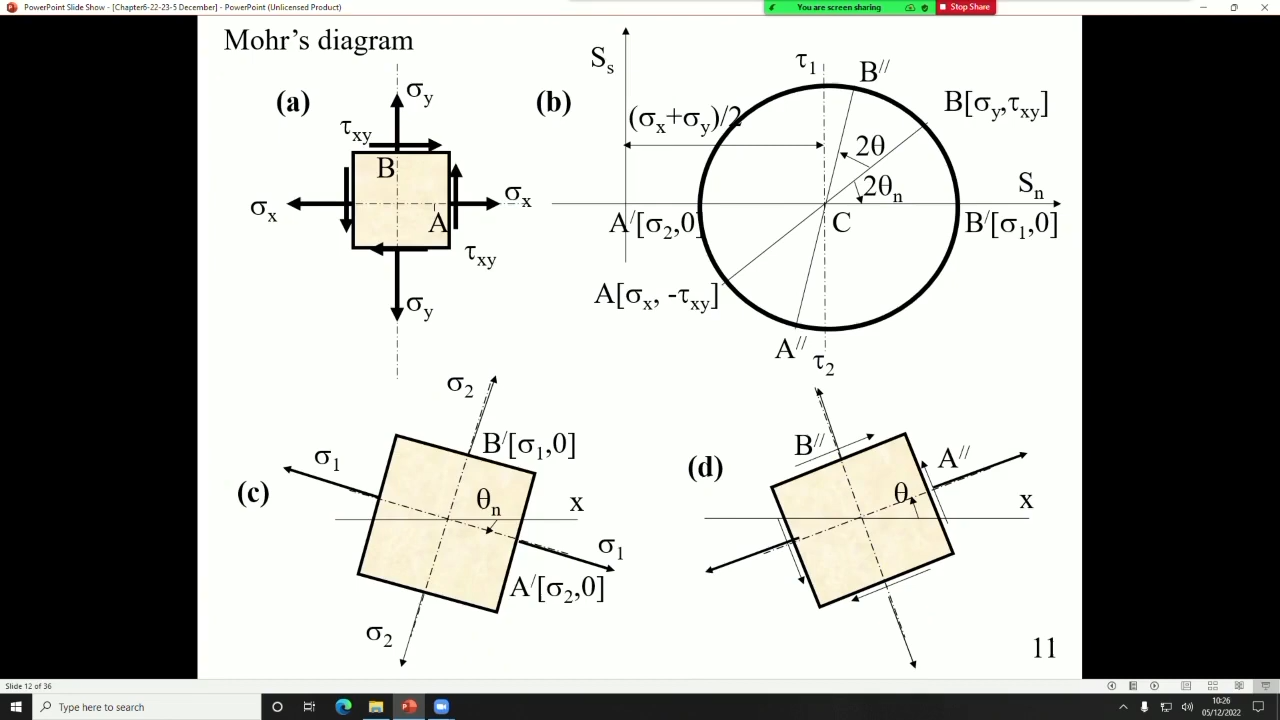 PowerPoint Slide Show - [Chapter6-22-23-5 December] - PowerPoint (Unlicensed Product)
You are screen sharing
Stop Share
Mohr's diagram
(a)
σy
τxy
B
σx
σx
A
τxy
σy
(b)
Ss
τ1
B//
(σx+σy)/2
B[σy,τxy]
2θ
2θn
Sn
A/[σ2,0]
C
B/[σ1,0]
A[σx, -τxy]
A//
τ2
(c)
σ2
σ1
B/[σ1,0]
θn
x
σ1
A/[σ2,0]
σ2
(d)
B//
A//
θ
x
11
Slide 12 of 36
Type here to search
10:26
05/12/2022